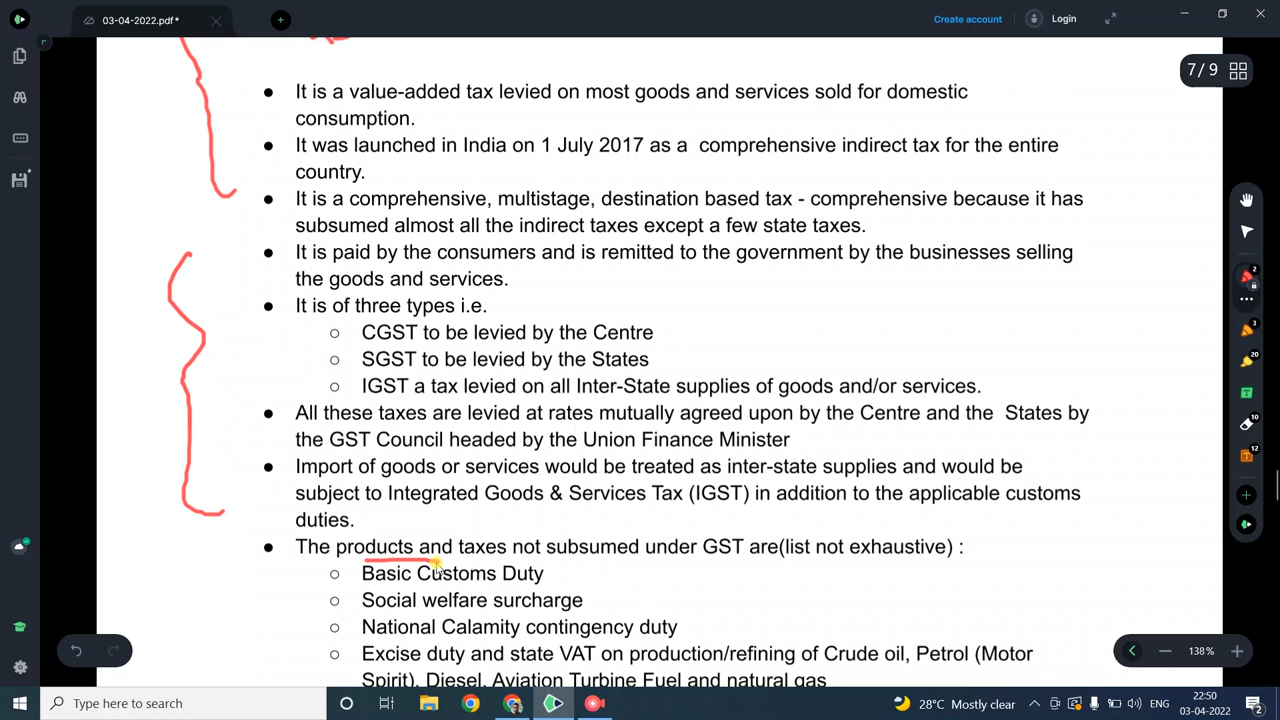 03-04-2022.pdf*
Create account
Login
7/ 9
● It is a value-added tax levied on most goods and services sold for domestic
consumption.
● It was launched in India on 1 July 2017 as a comprehensive indirect tax for the entire
country.
● It is a comprehensive, multistage, destination based tax - comprehensive because it has
subsumed almost all the indirect taxes except a few state taxes.
● It is paid by the consumers and is remitted to the government by the businesses selling
the goods and services.
● It is of three types i.e.
○ CGST to be levied by the Centre
○ SGST to be levied by the States
○ IGST a tax levied on all Inter-State supplies of goods and/or services.
● All these taxes are levied at rates mutually agreed upon by the Centre and the States by
the GST Council headed by the Union Finance Minister
● Import of goods or services would be treated as inter-state supplies and would be
subject to Integrated Goods & Services Tax (IGST) in addition to the applicable customs
duties.
● The products and taxes not subsumed under GST are(list not exhaustive) :
○ Basic Customs Duty
○ Social welfare surcharge
○ National Calamity contingency duty
○ Excise duty and state VAT on production/refining of Crude oil, Petrol (Motor
Spirit), Diesel, Aviation Turbine Fuel and natural gas
2
3
20
10
12
138%
Type here to search
28°C Mostly clear
ENG
22:50
03-04-2022
2